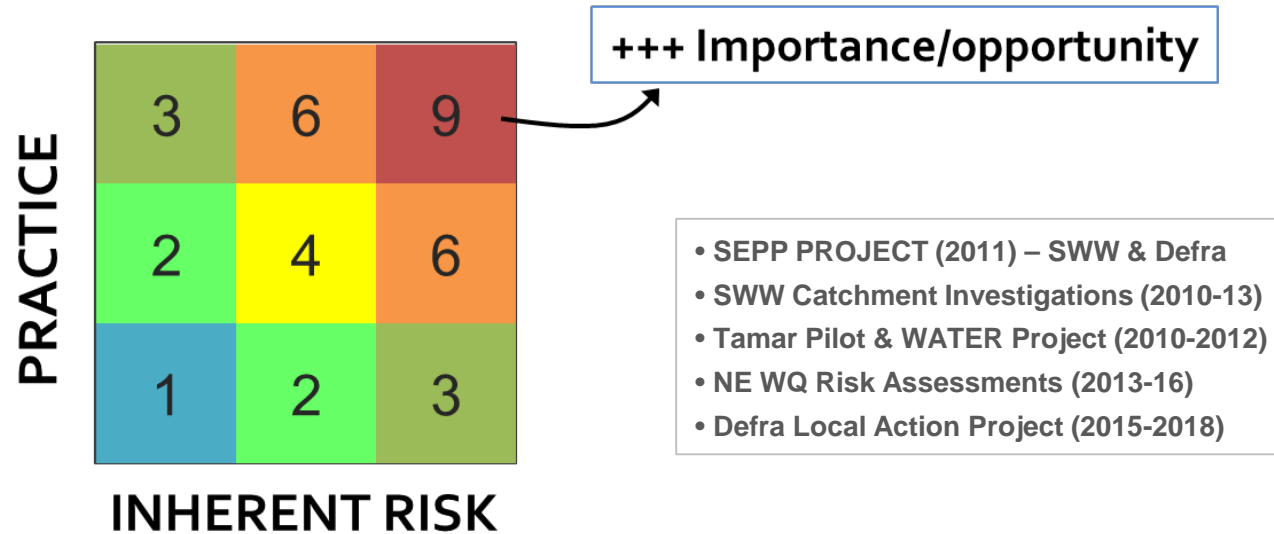 +++ Importance/opportunity
PRACTICE
3 6 9
2 4 6
1 2 3
INHERENT RISK
• SEPP PROJECT (2011) – SWW & Defra
• SWW Catchment Investigations (2010-13)
• Tamar Pilot & WATER Project (2010-2012)
• NE WQ Risk Assessments (2013-16)
• Defra Local Action Project (2015-2018)